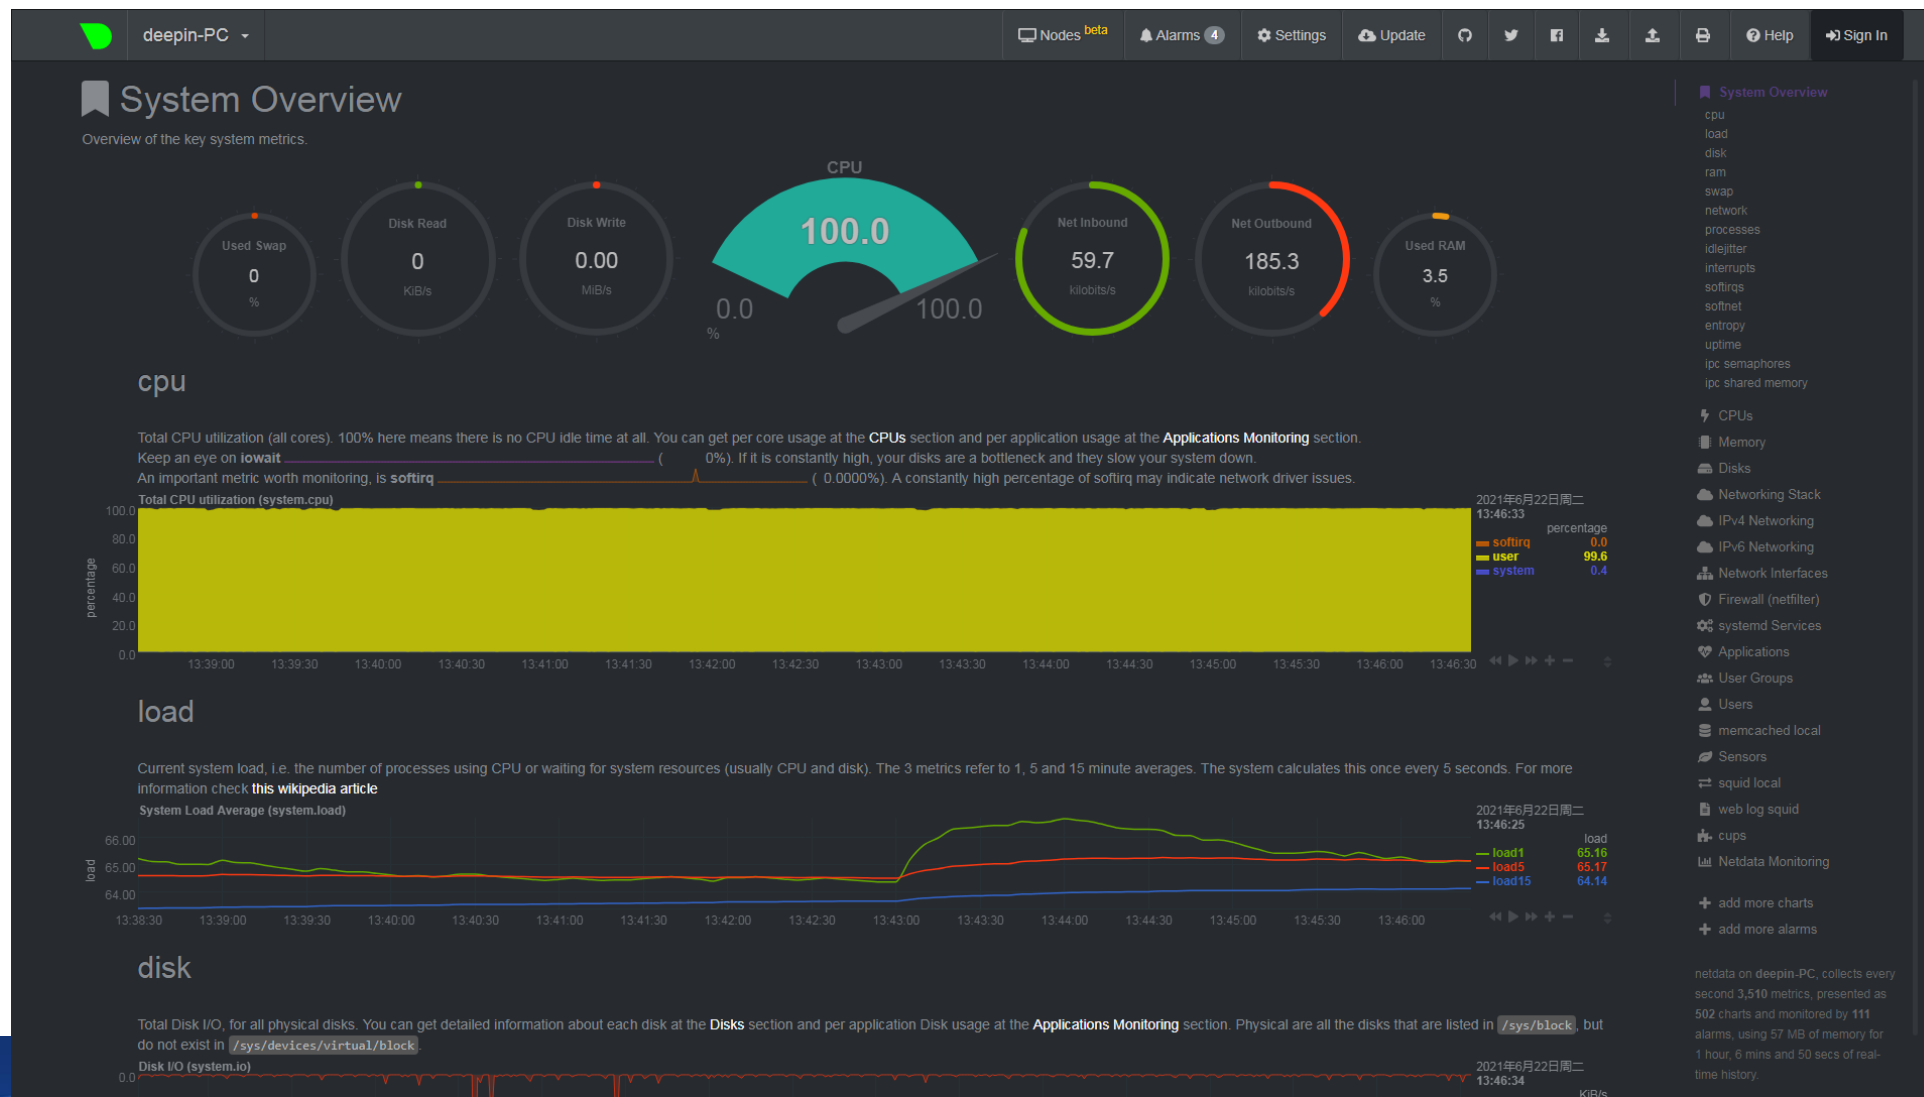 deepin-PC
Nodes beta
Alarms 4
Settings
Update
Help
Sign In
System Overview
Overview of the key system metrics.
Used Swap
0
%
Disk Read
0
KiB/s
Disk Write
0.00
MiB/s
CPU
100.0
0.0
100.0
%
Net Inbound
59.7
kilobits/s
Net Outbound
185.3
kilobits/s
Used RAM
3.5
%
cpu
Total CPU utilization (all cores). 100% here means there is no CPU idle time at all. You can get per core usage at the CPUs section and per application usage at the Applications Monitoring section.
Keep an eye on iowait ( 0%). If it is constantly high, your disks are a bottleneck and they slow your system down.
An important metric worth monitoring, is softirq ( 0.0000%). A constantly high percentage of softirq may indicate network driver issues.
Total CPU utilization (system.cpu)
percentage
100.0
80.0
60.0
40.0
20.0
0.0
13:39:00 13:39:30 13:40:00 13:40:30 13:41:00 13:41:30 13:42:00 13:42:30 13:43:00 13:43:30 13:44:00 13:44:30 13:45:00 13:45:30 13:46:00 13:46:30
2021年6月22日周二
13:46:33
percentage
softirq 0.0
user 99.6
system 0.4
load
Current system load, i.e. the number of processes using CPU or waiting for system resources (usually CPU and disk). The 3 metrics refer to 1, 5 and 15 minute averages. The system calculates this once every 5 seconds. For more
information check this wikipedia article
System Load Average (system.load)
load
66.00
65.00
64.00
13:38:30 13:39:00 13:39:30 13:40:00 13:40:30 13:41:00 13:41:30 13:42:00 13:42:30 13:43:00 13:43:30 13:44:00 13:44:30 13:45:00 13:45:30 13:46:00
2021年6月22日周二
13:46:25
load
load1 65.16
load5 65.17
load15 64.14
disk
Total Disk I/O, for all physical disks. You can get detailed information about each disk at the Disks section and per application Disk usage at the Applications Monitoring section. Physical are all the disks that are listed in /sys/block, but
do not exist in /sys/devices/virtual/block.
Disk I/O (system.io)
0.0
2021年6月22日周二
13:46:34
KiB/s
System Overview
cpu
load
disk
ram
swap
network
processes
idlejitter
interrupts
softirqs
softnet
entropy
uptime
ipc semaphores
ipc shared memory
CPUs
Memory
Disks
Networking Stack
IPv4 Networking
IPv6 Networking
Network Interfaces
Firewall (netfilter)
systemd Services
Applications
User Groups
Users
memcached local
Sensors
squid local
web log squid
cups
Netdata Monitoring
add more charts
add more alarms
netdata on deepin-PC, collects every
second 3,510 metrics, presented as
502 charts and monitored by 111
alarms, using 57 MB of memory for
1 hour, 6 mins and 50 secs of real-
time history.